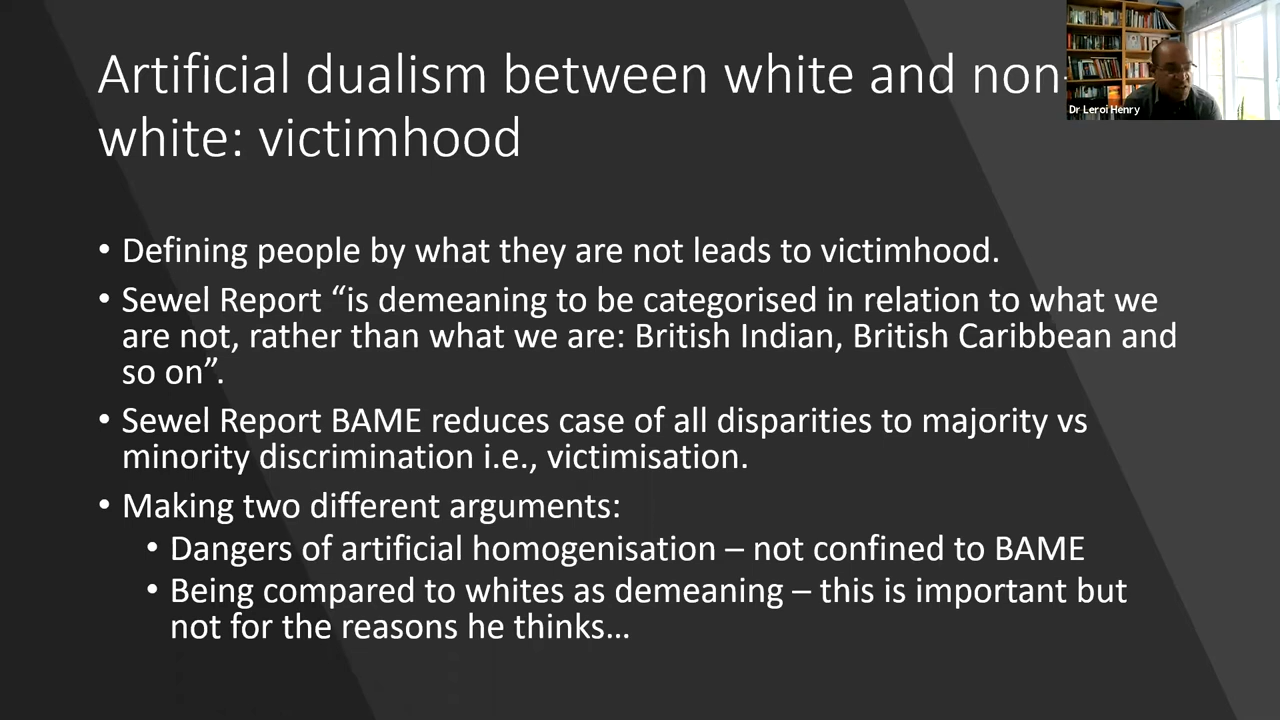 Artificial dualism between white and non-
white: victimhood
Dr Leroi Henry
• Defining people by what they are not leads to victimhood.
• Sewel Report “is demeaning to be categorised in relation to what we
are not, rather than what we are: British Indian, British Caribbean and
so on”.
• Sewel Report BAME reduces case of all disparities to majority vs
minority discrimination i.e., victimisation.
• Making two different arguments:
• Dangers of artificial homogenisation – not confined to BAME
• Being compared to whites as demeaning – this is important but
not for the reasons he thinks…